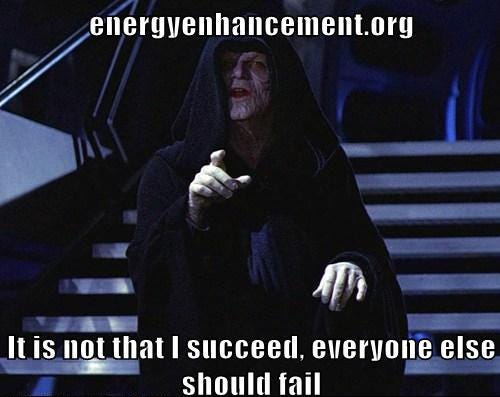 energyenhancement.org
It is not that I succeed, everyone else
should fail